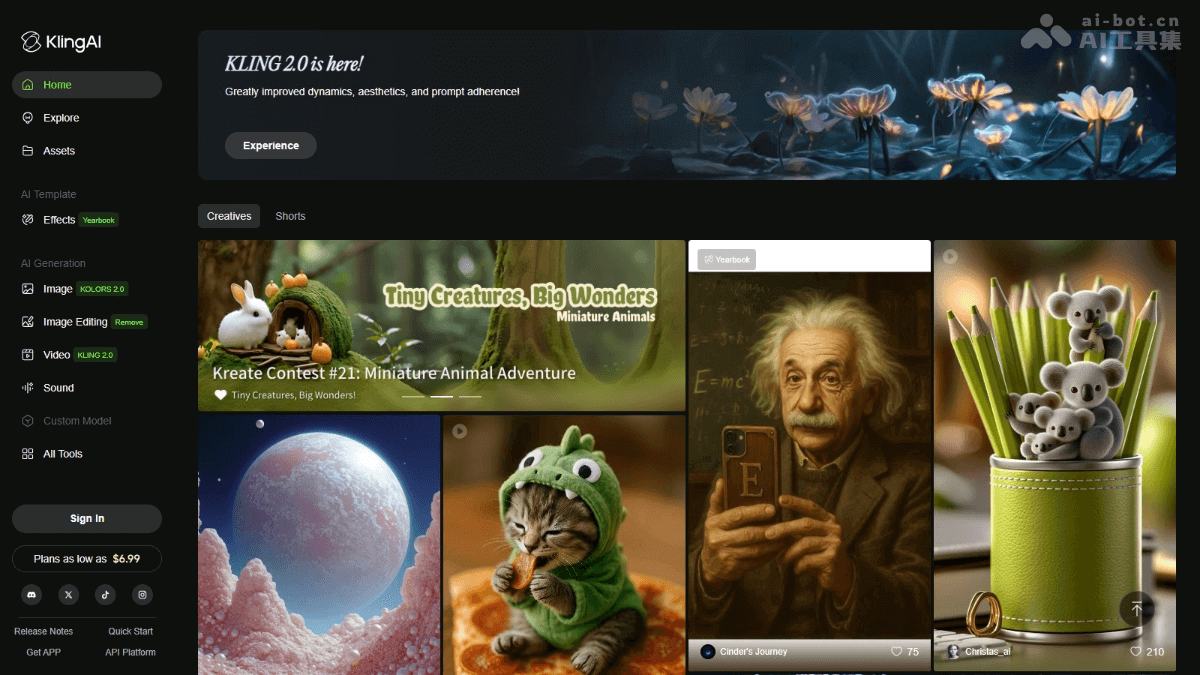 KlingAI
Home
Explore
Assets
AI Template
Effects Yearbook
AI Generation
Image KOLORS 2.0
Image Editing Remove
Video KLING 2.0
Sound
Custom Model
All Tools
Sign In
Plans as low as $6.99
Release Notes Quick Start
Get APP API Platform
ai-bot.cn
AI工具集
KLING 2.0 is here!
Greatly improved dynamics, aesthetics, and prompt adherence!
Experience
Creatives Shorts
Tiny Creatures, Big Wonders
Miniature Animals
Kreate Contest #21: Miniature Animal Adventure
Tiny Creatures, Big Wonders!
Yearbook
E=mc²
E
Cinder's Journey 75
Christas_ai 210